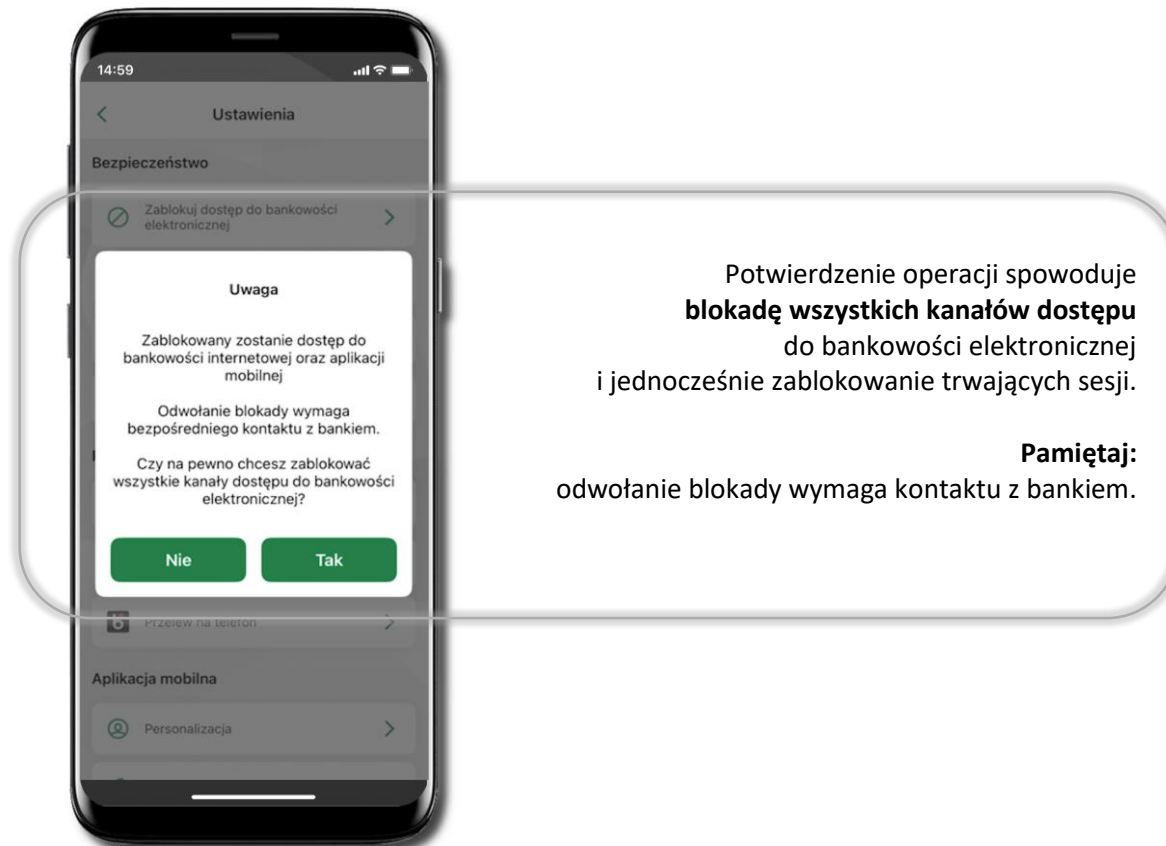 14:59
Ustawienia
Bezpieczeństwo
Zablokuj dostęp do bankowości
elektronicznej
Uwaga
Zablokowany zostanie dostęp do
bankowości internetowej oraz aplikacji
mobilnej
Odwołanie blokady wymaga
bezpośredniego kontaktu z bankiem.
Czy na pewno chcesz zablokować
wszystkie kanały dostępu do bankowości
elektronicznej?
Nie
Tak
Przelew na telefon
Aplikacja mobilna
Personalizacja
Potwierdzenie operacji spowoduje
blokadę wszystkich kanałów dostępu
do bankowości elektronicznej
i jednocześnie zablokowanie trwających sesji.
Pamiętaj:
odwołanie blokady wymaga kontaktu z bankiem.